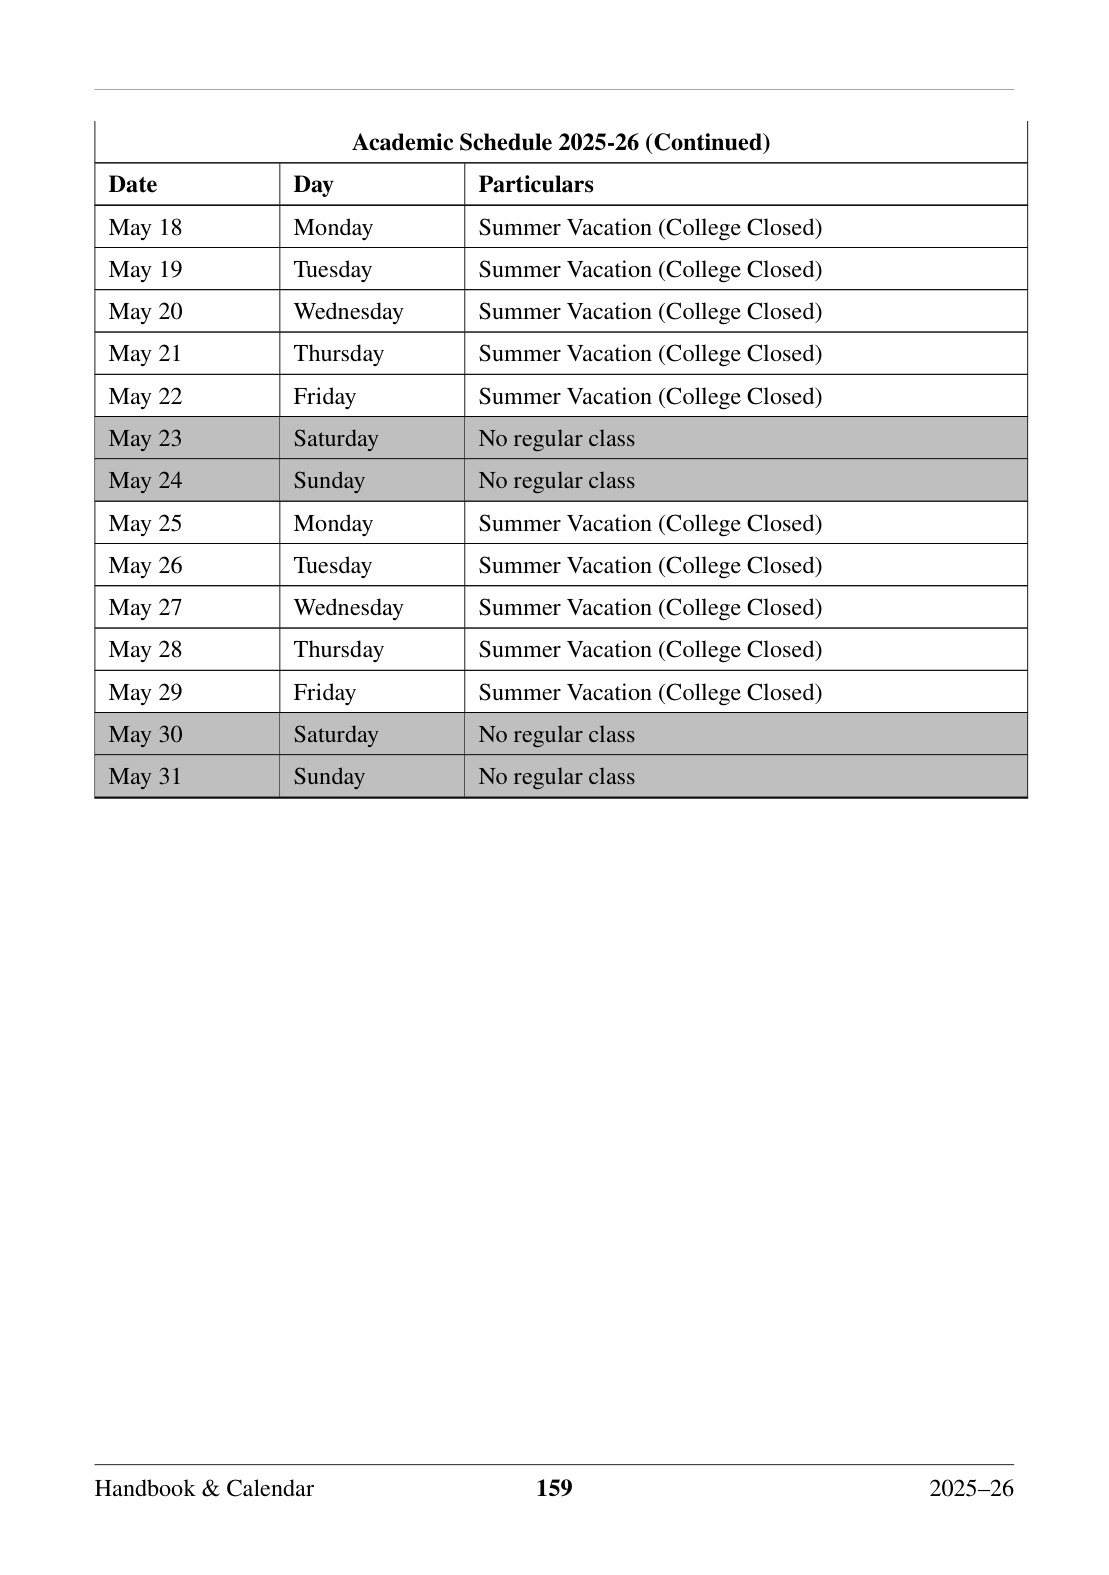 Academic Schedule 2025-26 (Continued)
Date Day Particulars
May 18 Monday Summer Vacation (College Closed)
May 19 Tuesday Summer Vacation (College Closed)
May 20 Wednesday Summer Vacation (College Closed)
May 21 Thursday Summer Vacation (College Closed)
May 22 Friday Summer Vacation (College Closed)
May 23 Saturday No regular class
May 24 Sunday No regular class
May 25 Monday Summer Vacation (College Closed)
May 26 Tuesday Summer Vacation (College Closed)
May 27 Wednesday Summer Vacation (College Closed)
May 28 Thursday Summer Vacation (College Closed)
May 29 Friday Summer Vacation (College Closed)
May 30 Saturday No regular class
May 31 Sunday No regular class
Handbook & Calendar 159 2025–26